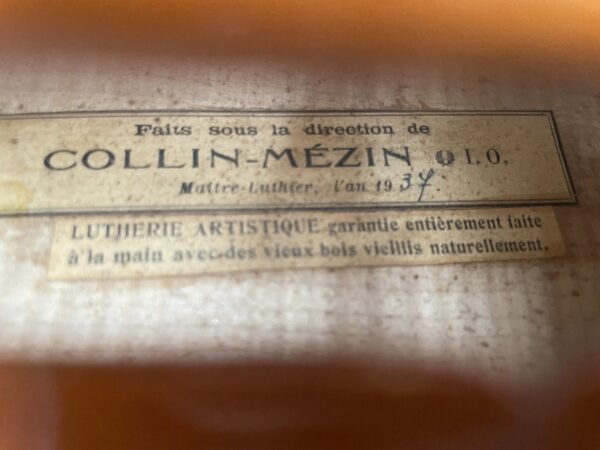 Faits sous la direction de
COLLIN-MÉZIN I.O.
Maître-Luthier, l'an 1937.
LUTHERIE ARTISTIQUE garantie entièrement faite
à la main avec des vieux bois vieillis naturellement.